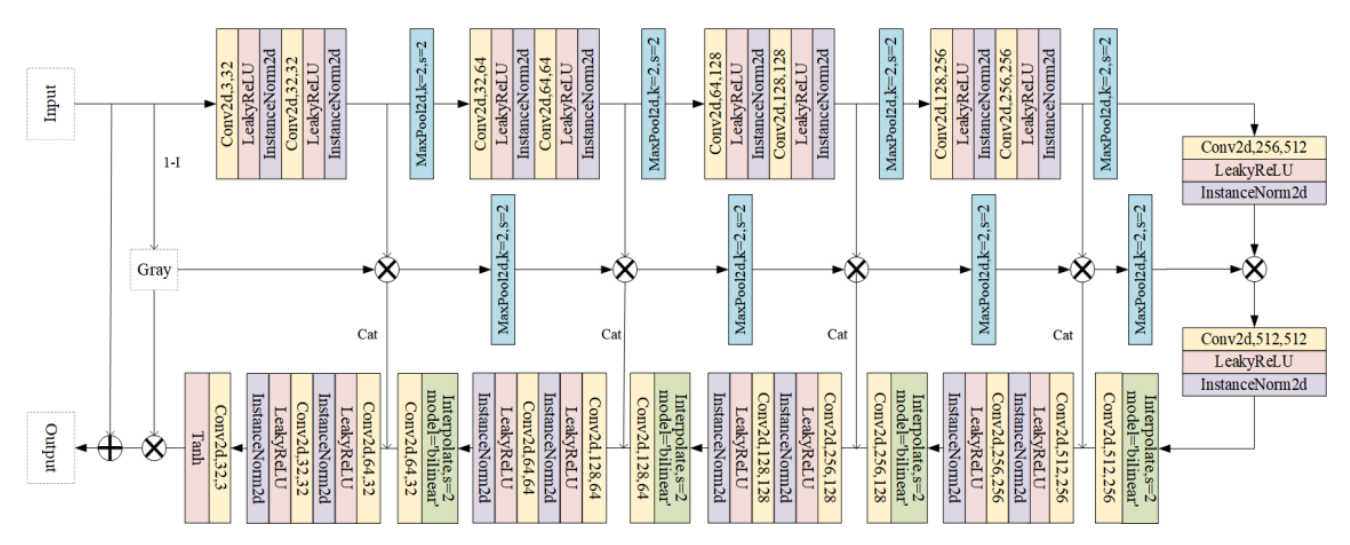 Input
1-I
Conv2d,3,32
LeakyReLU
InstanceNorm2d
Conv2d,32,32
LeakyReLU
InstanceNorm2d
MaxPool2d,k=2,s=2
Conv2d,32,64
LeakyReLU
InstanceNorm2d
Conv2d,64,64
LeakyReLU
InstanceNorm2d
MaxPool2d,k=2,s=2
Conv2d,64,128
LeakyReLU
InstanceNorm2d
Conv2d,128,128
LeakyReLU
InstanceNorm2d
MaxPool2d,k=2,s=2
Conv2d,128,256
LeakyReLU
InstanceNorm2d
Conv2d,256,256
LeakyReLU
InstanceNorm2d
MaxPool2d,k=2,s=2
Conv2d,256,512
LeakyReLU
InstanceNorm2d
Gray
MaxPool2d,k=2,s=2
MaxPool2d,k=2,s=2
MaxPool2d,k=2,s=2
MaxPool2d,k=2,s=2
Cat
Cat
Cat
Cat
Conv2d,512,512
LeakyReLU
InstanceNorm2d
Output
Tanh
Conv2d,32,3
InstanceNorm2d
LeakyReLU
Conv2d,32,32
InstanceNorm2d
LeakyReLU
Conv2d,64,32
Conv2d,64,32
Interpolate,s=2
model='bilinear'
InstanceNorm2d
LeakyReLU
Conv2d,64,64
InstanceNorm2d
LeakyReLU
Conv2d,128,64
Conv2d,128,64
Interpolate,s=2
model='bilinear'
InstanceNorm2d
LeakyReLU
Conv2d,128,128
InstanceNorm2d
LeakyReLU
Conv2d,256,128
Conv2d,256,128
Interpolate,s=2
model='bilinear'
InstanceNorm2d
LeakyReLU
Conv2d,256,256
InstanceNorm2d
LeakyReLU
Conv2d,512,256
Conv2d,512,256
Interpolate,s=2
model='bilinear'